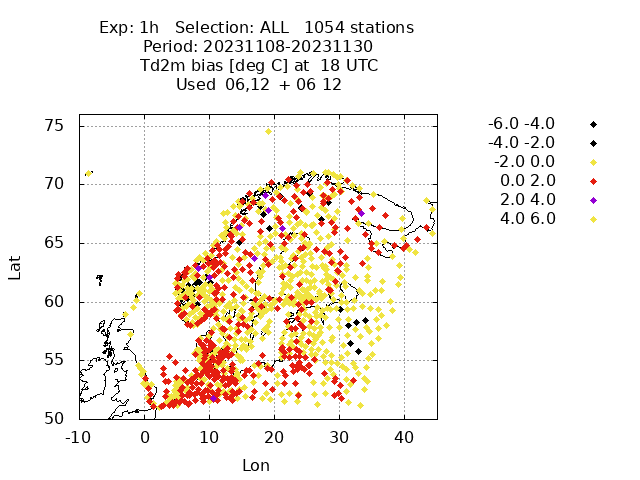 Exp: 1h   Selection: ALL   1054 stations
Period: 20231108-20231130
Td2m bias [deg C] at  18 UTC
Used  06,12  + 06 12
-6.0 -4.0
-4.0 -2.0
-2.0 0.0
0.0 2.0
2.0 4.0
4.0 6.0
75
70
65
60
55
50
Lat
-10 0 10 20 30 40
Lon